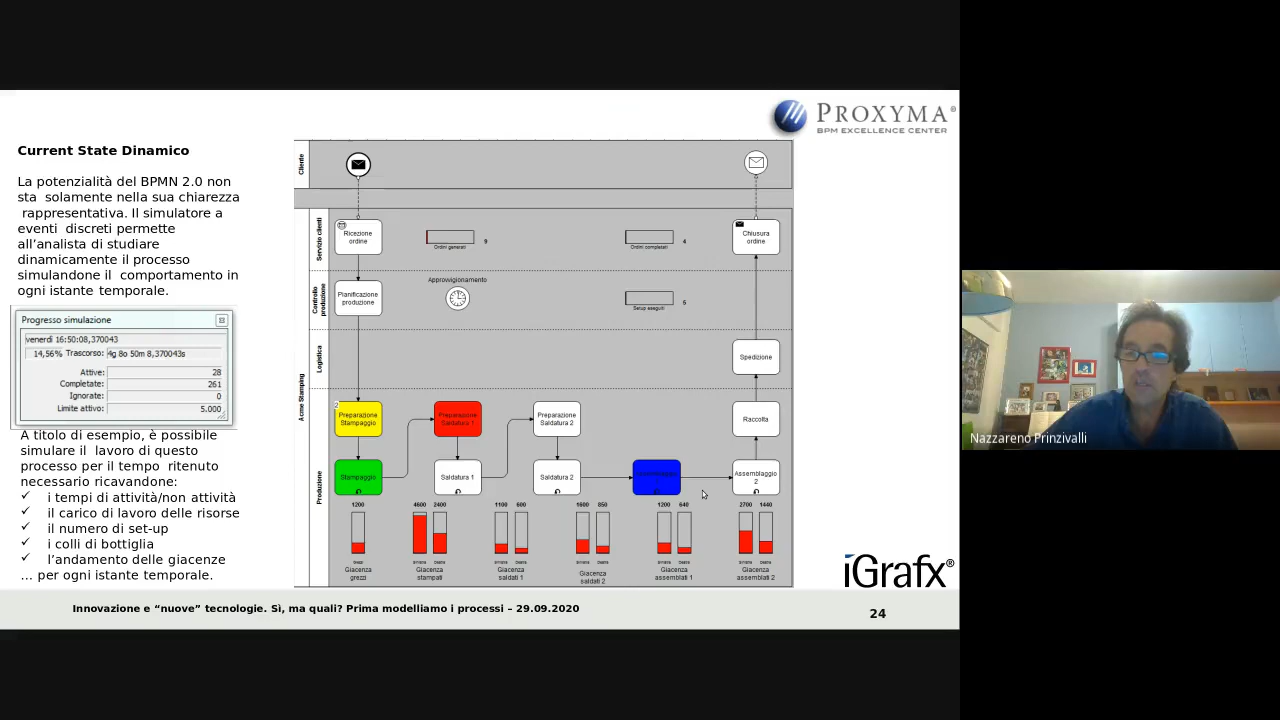 PROXYMA®
BPM EXCELLENCE CENTER
Current State Dinamico
La potenzialità del BPMN 2.0 non
sta solamente nella sua chiarezza
rappresentativa. Il simulatore a
eventi discreti permette
all'analista di studiare
dinamicamente il processo
simulandone il comportamento in
ogni istante temporale.
Progresso simulazione
venerdì 16:50:08,370043
14,56% Trascorso: 4g 8o 50m 8,370043s
Attive: 28
Completate: 261
Ignorate: 0
Limite attivo: 5.000
A titolo di esempio, è possibile
simulare il lavoro di questo
processo per il tempo ritenuto
necessario ricavandone:
✓ i tempi di attività/non attività
✓ il carico di lavoro delle risorse
✓ il numero di set-up
✓ i colli di bottiglia
✓ l'andamento delle giacenze
... per ogni istante temporale.
Cliente
Acme Stamping
Servizio clienti
Ricezione
ordine
Ordini generati
9
Ordini completati
4
Chiusura
ordine
Controllo
produzione
Pianificazione
produzione
Approvvigionamento
Setup eseguiti
5
Logistica
Spedizione
Produzione
2
Preparazione
Stampaggio
Preparazione
Saldatura 1
Preparazione
Saldatura 2
Raccolta
Stampaggio
Saldatura 1
Saldatura 2
Assemblaggio
2
1200 4600 2400 1100 600 1600 850 1200 640 2700 1440
Giacenza
grezzi
Giacenza
stampati
Giacenza
saldati 1
Giacenza
saldati 2
Giacenza
assemblati 1
Giacenza
assemblati 2
iGrafx®
Innovazione e “nuove” tecnologie. Sì, ma quali? Prima modelliamo i processi – 29.09.2020
24
Nazzareno Prinzivalli